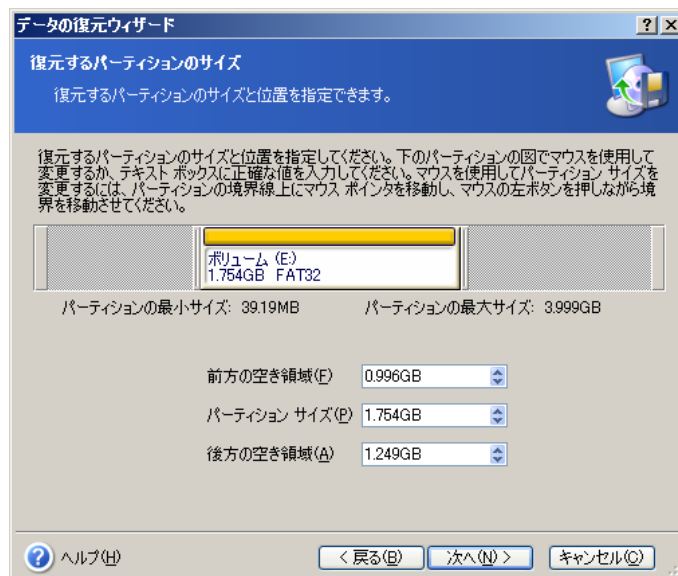 データの復元ウィザード
復元するパーティションのサイズ
復元するパーティションのサイズと位置を指定できます。
復元するパーティションのサイズと位置を指定してください。下のパーティションの図でマウスを使用して
変更するか、テキスト ボックスに正確な値を入力してください。マウスを使用してパーティション サイズを
変更するには、パーティションの境界線上にマウス ポインタを移動し、マウスの左ボタンを押しながら境
界を移動させてください。
ボリューム (E:)
1.754GB FAT32
パーティションの最小サイズ: 39.19MB パーティションの最大サイズ: 3.999GB
前方の空き領域(F) 0.996GB
パーティション サイズ(P) 1.754GB
後方の空き領域(A) 1.249GB
ヘルプ(H) < 戻る(B) 次へ(N) > キャンセル(C)